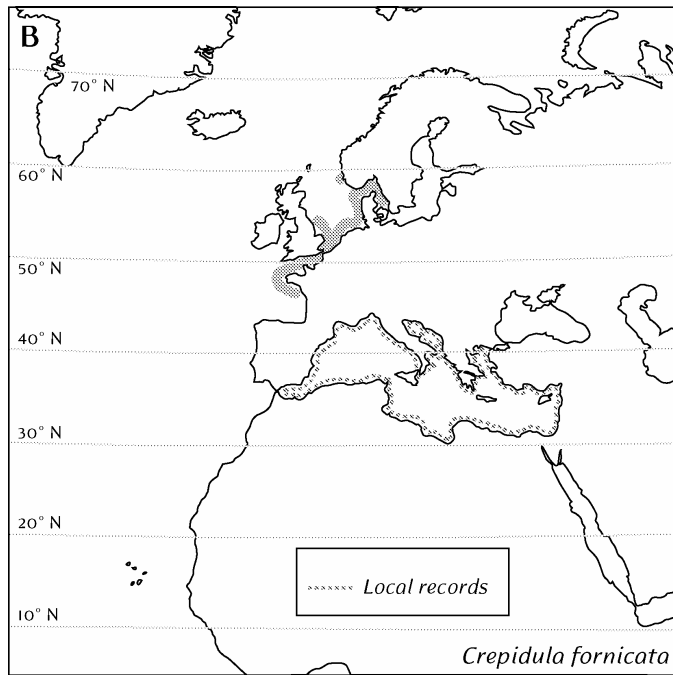 B
70° N
60° N
50° N
40° N
30° N
20° N
Local records
10° N
Crepidula fornicata